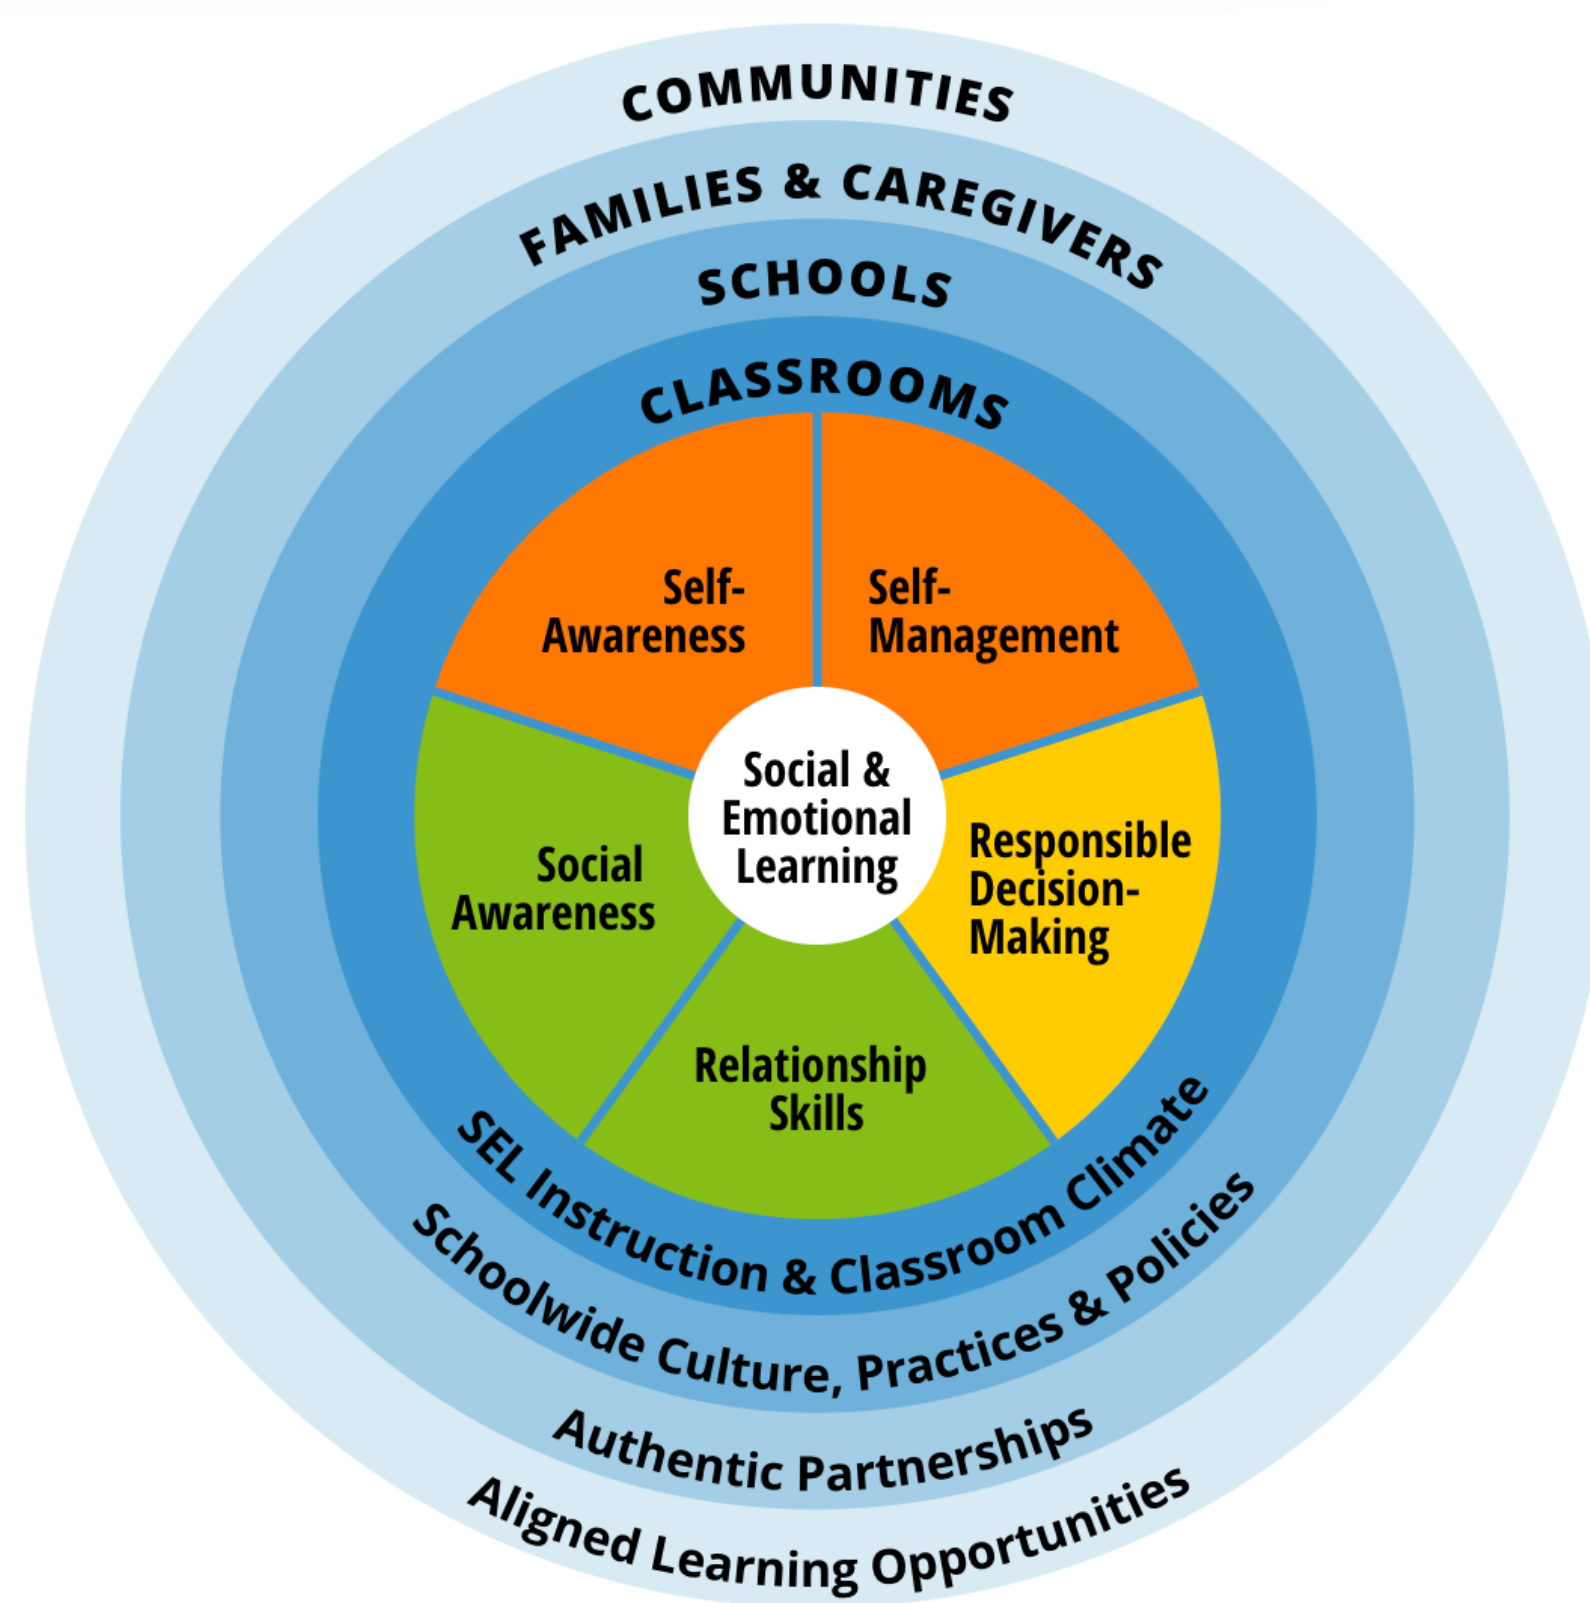 COMMUNITIES
FAMILIES & CAREGIVERS
SCHOOLS
CLASSROOMS
Self-
Awareness
Self-
Management
Social &
Emotional
Learning
Social
Awareness
Responsible
Decision-
Making
Relationship
Skills
SEL Instruction & Classroom Climate
Schoolwide Culture, Practices & Policies
Authentic Partnerships
Aligned Learning Opportunities